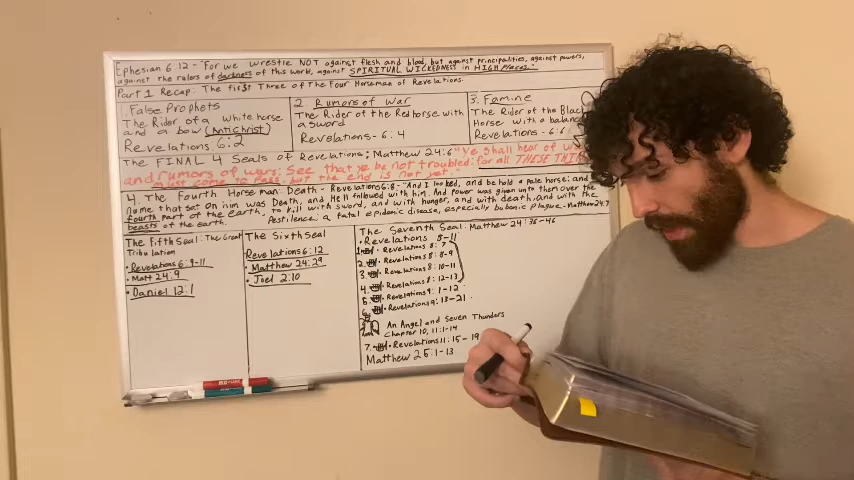 Ephesian 6:12 - "For we wrestle NOT against flesh and blood, but against principalities, against powers,
against the rulers of darkness of this world, against SPIRITUAL WICKEDNESS in HIGH Places."
Part 1 Recap: The first Three of The Four Horseman of Revelations.
1 False Prophets
The Rider of a white horse
and a bow (Antichrist)
Revelations 6:2
2 Rumors of War
The Rider of the Red horse with
a sword
Revelations - 6:4
3. Famine
The Rider of the Black
Horse with a balance
Revelations - 6:
The FINAL 4 Seals of Revelations; Matthew 24:6 "Ye shall hear of
and rumors of wars: See that ye be not troubled: for all THESE
must come to pass, but the end is not yet."
4. The Fourth Horseman: Death - Revelations 6:8 - "And I looked, and behold a pale horse: and
name that sat on him was Death, and Hell followed with him. And Power was given unto them over the
fourth part of the earth, to kill with sword, and with hunger, and with death, and with the
beasts of the earth. Pestilence: a fatal epidemic disease, especially bubonic plague. - Matthew 24:7
The Fifth Seal: The Great
Tribulation
• Revelations 6:9-11
• Matt 24:9
• Daniel 12:1
The Sixth Seal
Revelations 6:12
• Matthew 24:29
• Joel 2:10
The Seventh Seal: Matthew 24:36-46
• Revelations 8-11
1. • Revelations 8:7
2. • Revelations 8:8-9
3. • Revelations 8:10-11
4. • Revelations 8:12-13
5. • Revelations 9:1-12
6. • Revelations 9:13-21
An Angel and Seven Thunders
Chapter 10, 11:1-14
7. • Revelations 11:15-19
Matthew 25:1-13